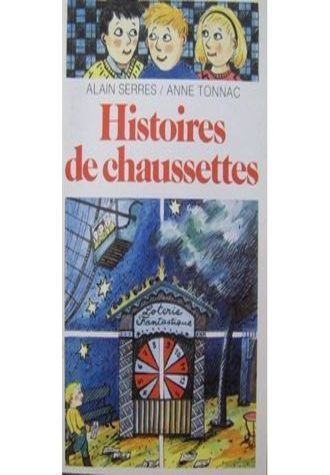 ALAIN SERRES / ANNE TONNAC
Histoires
de chaussettes
Loterie
Fantastique